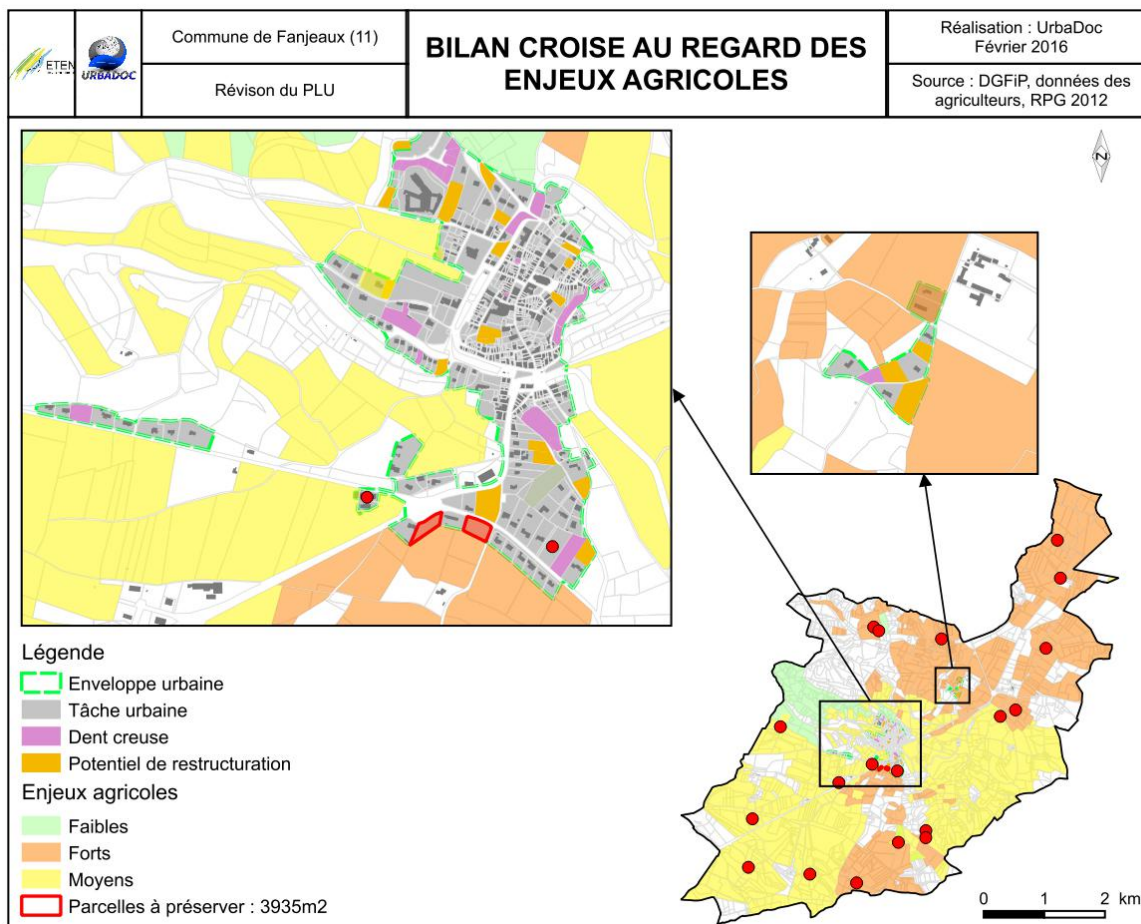 ETEN
URBADOC
Commune de Fanjeaux (11)
Révison du PLU
BILAN CROISE AU REGARD DES
ENJEUX AGRICOLES
Réalisation : UrbaDoc
Février 2016
Source : DGFiP, données des
agriculteurs, RPG 2012
N
Légende
Enveloppe urbaine
Tâche urbaine
Dent creuse
Potentiel de restructuration
Enjeux agricoles
Faibles
Forts
Moyens
Parcelles à préserver : 3935m2
0 1 2 km